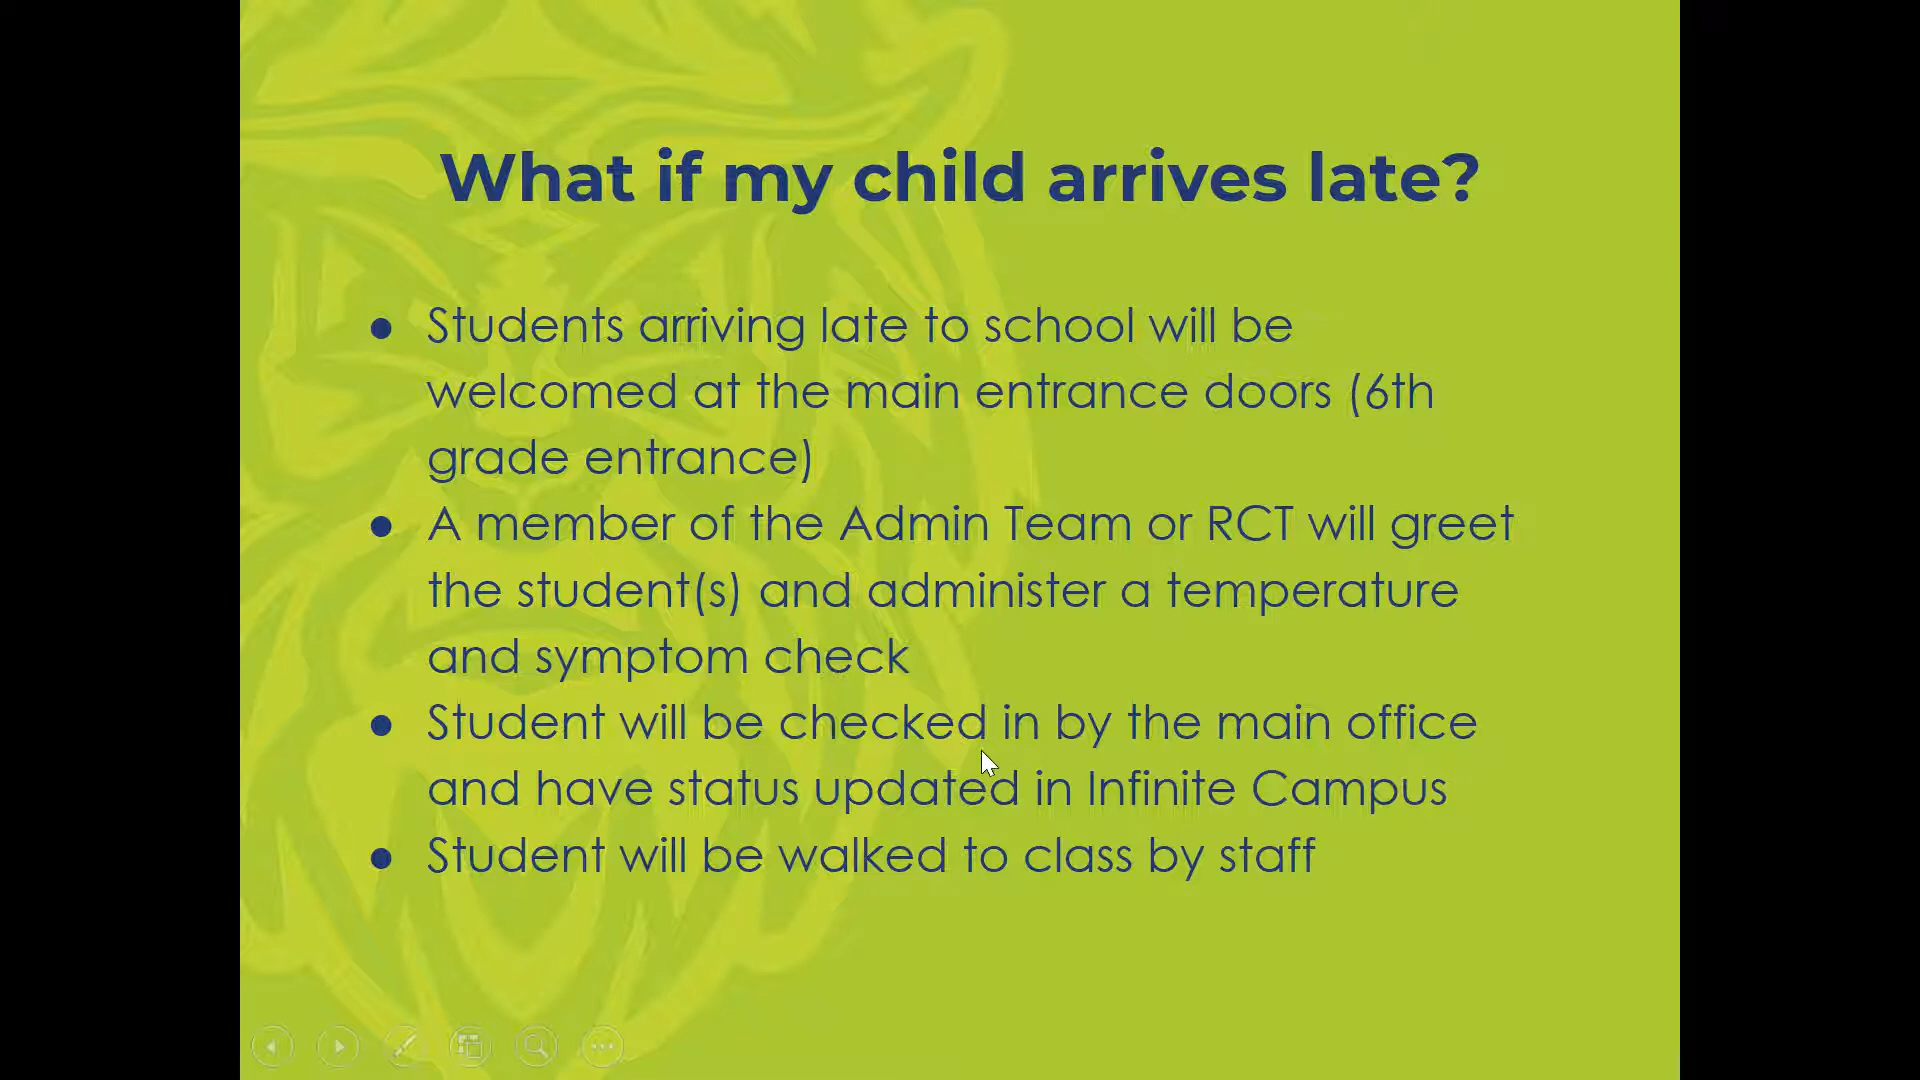 What if my child arrives late?
● Students arriving late to school will be
welcomed at the main entrance doors (6th
grade entrance)
● A member of the Admin Team or RCT will greet
the student(s) and administer a temperature
and symptom check
● Student will be checked in by the main office
and have status updated in Infinite Campus
● Student will be walked to class by staff